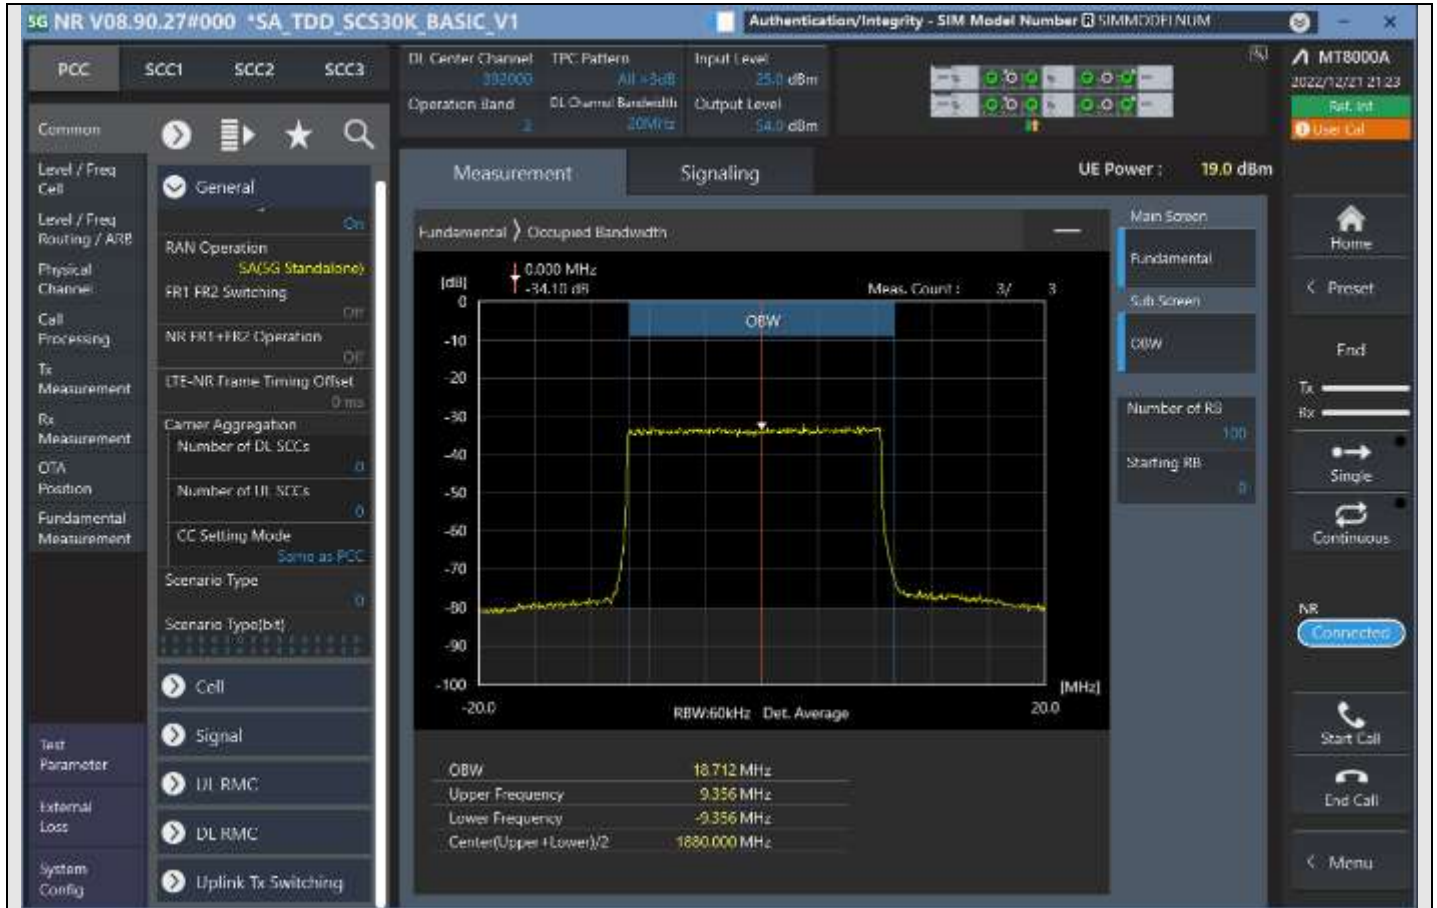 5G NR V08.90.27#000 *SA_TDD_SCS30K_BASIC_V1
Authentication/Integrity - SIM Model Number SIMMODELNUM
PCC SCC1 SCC2 SCC3
DL Center Channel
392000
TPC Pattern
All +3dB
Input Level
25.0 dBm
Operation Band
2
DL Channel Bandwidth
20MHz
Output Level
54.0 dBm
MT8000A
2022/12/21 21:23
Ref. Int
User Cal
Common
Level / Freq
Cell
Level / Freq
Routing / ARB
Physical
Channel
Call
Processing
Tx
Measurement
Rx
Measurement
OTA
Position
Fundamental
Measurement
Test
Parameter
External
Loss
System
Config
General
On
RAN Operation
SA(5G Standalone)
FR1 FR2 Switching
Off
NR FR1+FR2 Operation
Off
LTE-NR Frame Timing Offset
0 ms
Carrier Aggregation
Number of DL SCCs
0
Number of UL SCCs
0
CC Setting Mode
Same as PCC
Scenario Type
0
Scenario Type(bit)
Cell
Signal
UL RMC
DL RMC
Uplink Tx Switching
Measurement Signaling
UE Power : 19.0 dBm
Fundamental Occupied Bandwidth
[dB]
0.000 MHz
-34.10 dB
Meas. Count : 3/ 3
OBW
0
-10
-20
-30
-40
-50
-60
-70
-80
-90
-100
-20.0
RBW:60kHz Det. Average
20.0
[MHz]
OBW 18.712 MHz
Upper Frequency 9.356 MHz
Lower Frequency -9.356 MHz
Center(Upper+Lower)/2 1880.000 MHz
Main Screen
Fundamental
Sub Screen
OBW
Number of RB
100
Starting RB
0
Home
Preset
End
Tx
Rx
Single
Continuous
NR
Connected
Start Call
End Call
Menu